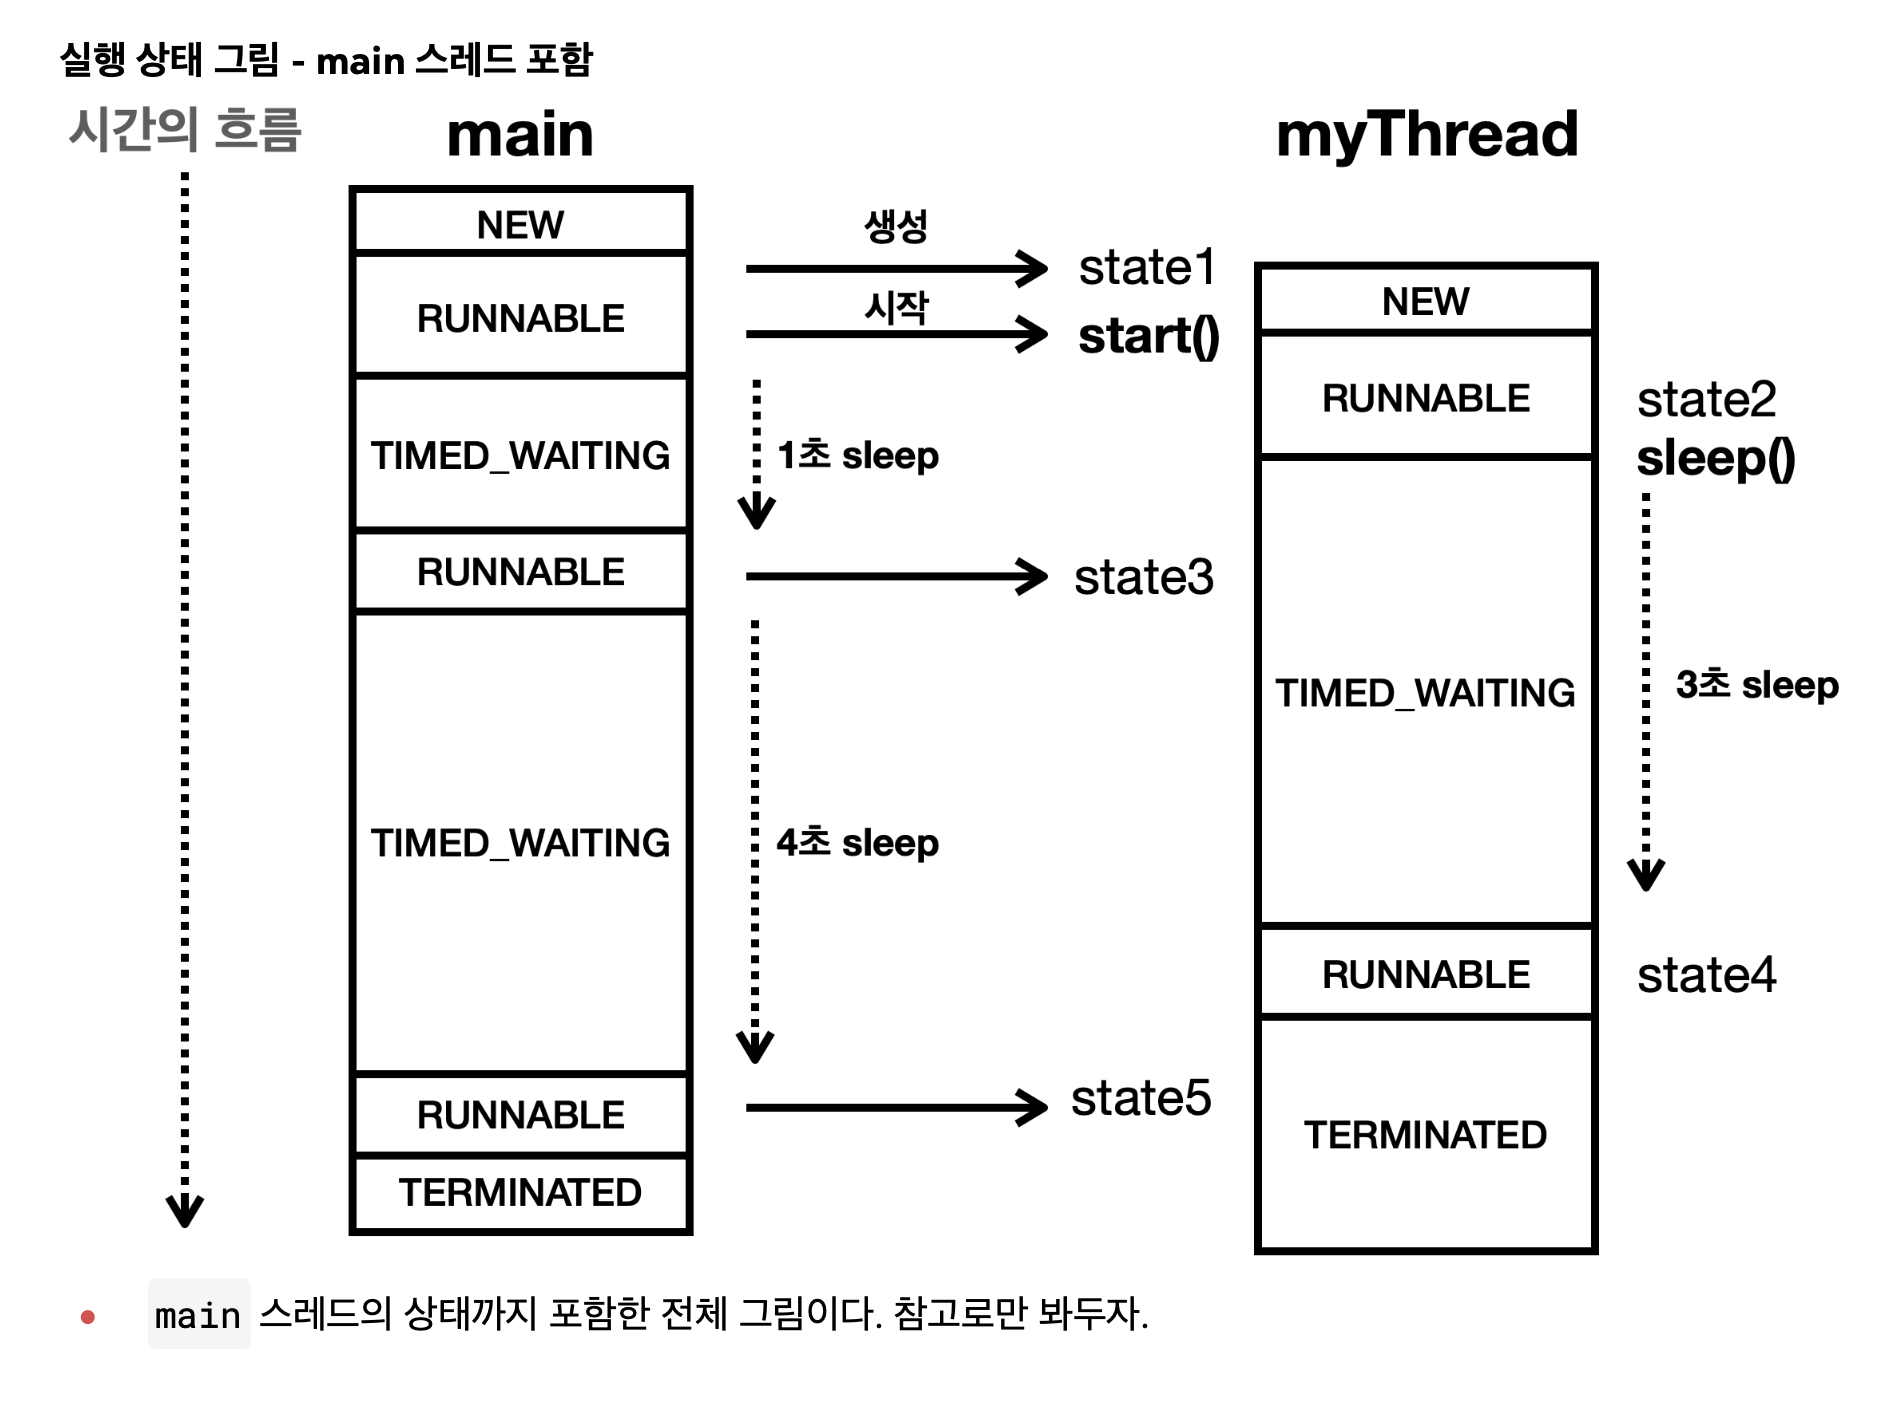 실행 상태 그림 - main 스레드 포함
시간의 흐름
main
myThread
NEW
생성
state1
NEW
RUNNABLE
시작
start()
RUNNABLE
state2
TIMED_WAITING
1초 sleep
sleep()
RUNNABLE
state3
TIMED_WAITING
3초 sleep
TIMED_WAITING
4초 sleep
RUNNABLE
state4
RUNNABLE
state5
TERMINATED
TERMINATED
main 스레드의 상태까지 포함한 전체 그림이다. 참고로만 봐두자.